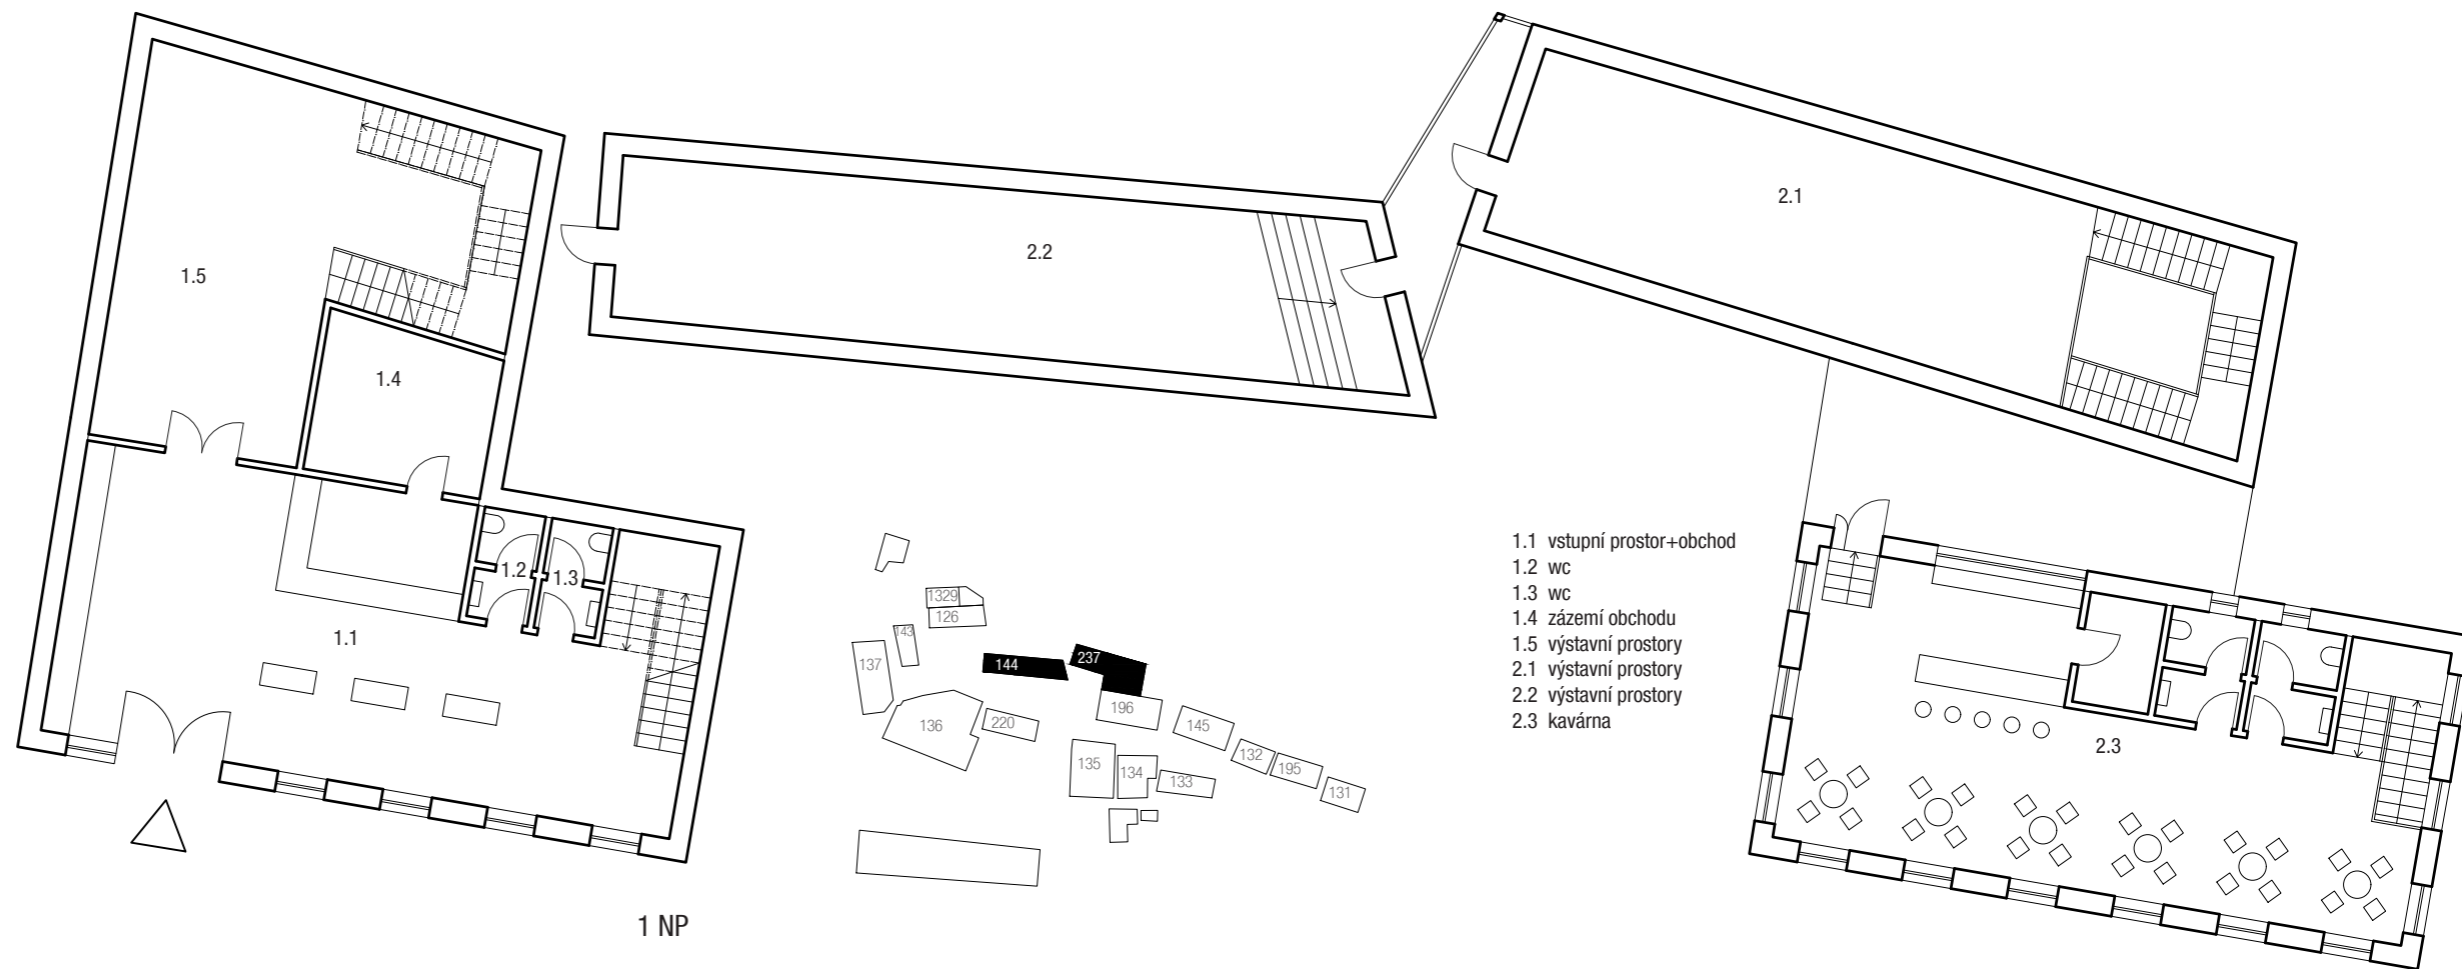 2.1
2.2
1.5
1.4
1.2
1.3
1.1
2.3
1.1 vstupní prostor+obchod
1.2 wc
1.3 wc
1.4 zázemí obchodu
1.5 výstavní prostory
2.1 výstavní prostory
2.2 výstavní prostory
2.3 kavárna
1329
126
143
137
144
237
196
136
220
145
132
195
135
134
133
131
1 NP